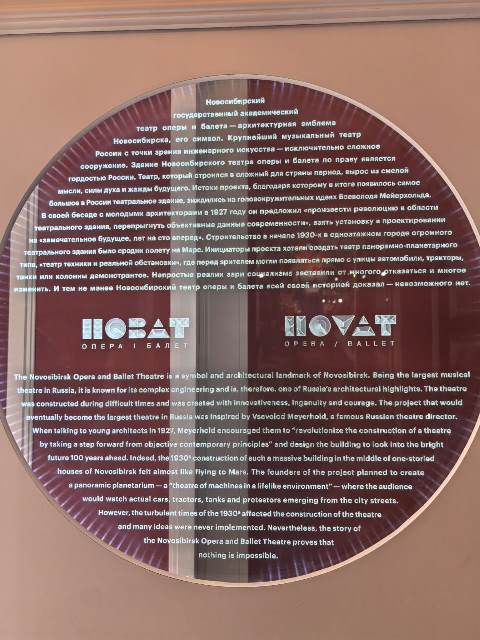 Новосибирский
государственный академический
театр оперы и балета — архитектурная эмблема
Новосибирска, его символ. Крупнейший музыкальный театр
России с точки зрения инженерного искусства — исключительно сложное
сооружение. Здание Новосибирского театра оперы и балета по праву является
гордостью России. Театр, который строился в сложный для страны период, вырос из смелой
мысли, силы духа и жажды будущего. Истоки проекта, благодаря которому в итоге появилось самое
большое в России театральное здание, зиждились на головокружительных идеях Всеволода Мейерхольда.
В своей беседе с молодыми архитекторами в 1927 году он предложил «произвести революцию в области
театрального здания, перепрыгнуть объективные данные современности», взять установку в проектировании
на «замечательное будущее, лет на сто вперед». Строительство в начале 1930-х в одноэтажном городе огромного
театрального здания было сродни полету на Марс. Инициаторы проекта хотели создать театр панорамно-планетарного
типа, «театр техники и реальной обстановки», где перед зрителем могли появляться прямо с улицы автомобили, тракторы,
танки или колонны демонстрантов. Непростые реалии эпохи заставили от многого отказаться и многое
изменить. И тем не менее Новосибирский театр оперы и балета всей своей историей доказал — невозможного нет.
НОВАТ
ОПЕРА / БАЛЕТ
NOVAT
OPERA / BALLET
The Novosibirsk Opera and Ballet Theatre is a symbol and architectural landmark of Novosibirsk. Being the largest musical
theatre in Russia, it is known for its complex engineering and is, therefore, one of Russia's architectural highlights. The theatre
was constructed during difficult times and was created with innovativeness, ingenuity and courage. The project that would
eventually become the largest theatre in Russia was inspired by Vsevolod Meyerhold, a famous Russian theatre director.
When talking to young architects in 1927, Meyerhold encouraged them to "revolutionize the construction of a theatre
by taking a step forward from objective contemporary principles" and design the building to look into the bright
future 100 years ahead. Indeed, the 1930s construction of such a massive building in the middle of one-storied
houses of Novosibirsk felt almost like flying to Mars. The founders of the project planned to create
a panoramic planetarium — a "theatre of machines in a lifelike environment" — where the audience
would watch actual cars, tractors, tanks and protesters emerging from the city streets.
However, the turbulent times of the 1930s affected the construction of the theatre
and many ideas were never implemented. Nevertheless, the story of
the Novosibirsk Opera and Ballet Theatre proves that
nothing is impossible.